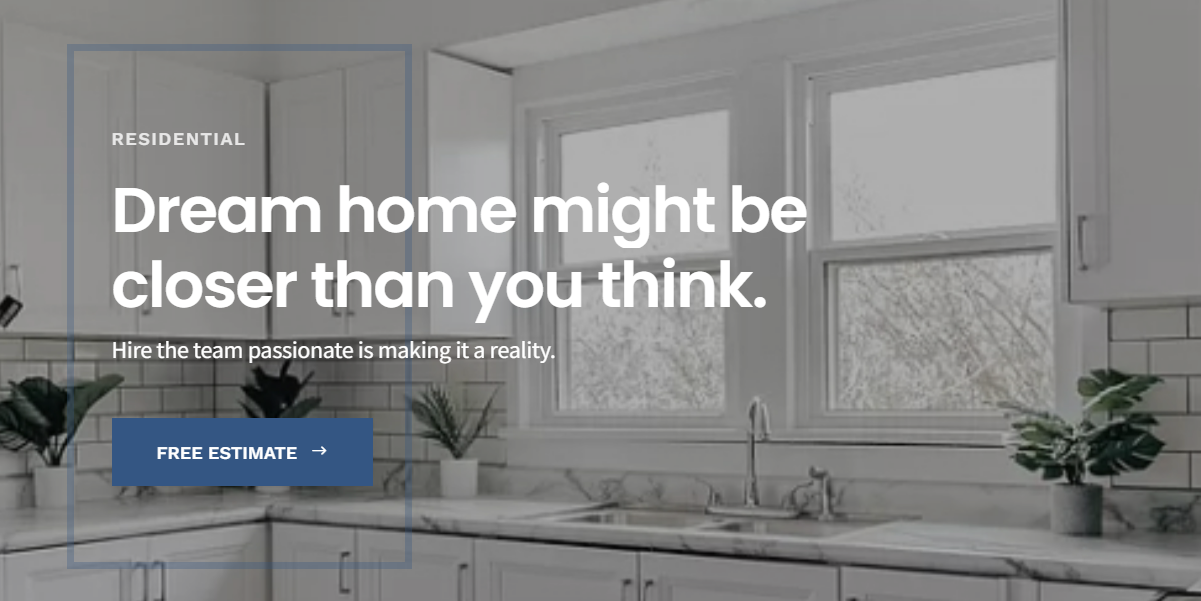 RESIDENTIAL
Dream home might be
closer than you think.
Hire the team passionate is making it a reality.
FREE ESTIMATE →